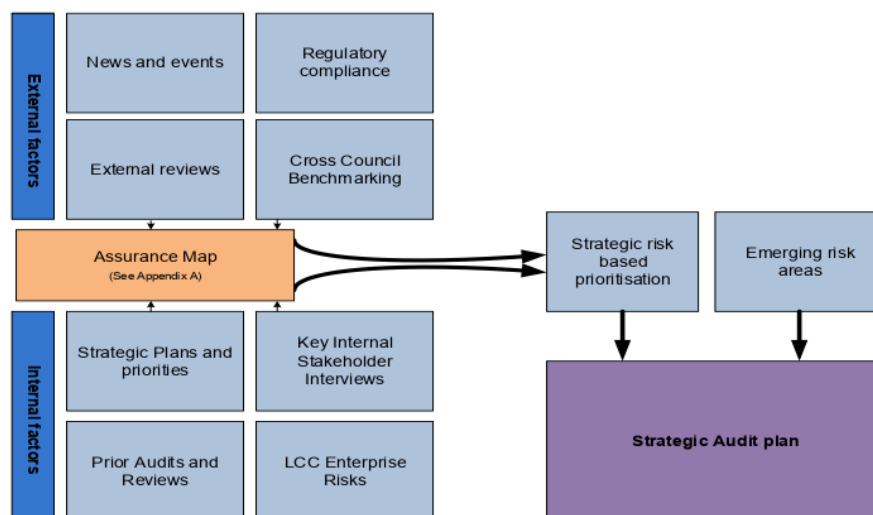 External factors
News and events
Regulatory
compliance
External reviews
Cross Council
Benchmarking
Assurance Map
(See Appendix A)
Strategic risk
based
prioritisation
Emerging risk
areas
Internal factors
Strategic Plans and
priorities
Key Internal
Stakeholder
Interviews
Prior Audits and
Reviews
LCC Enterprise
Risks
Strategic Audit plan